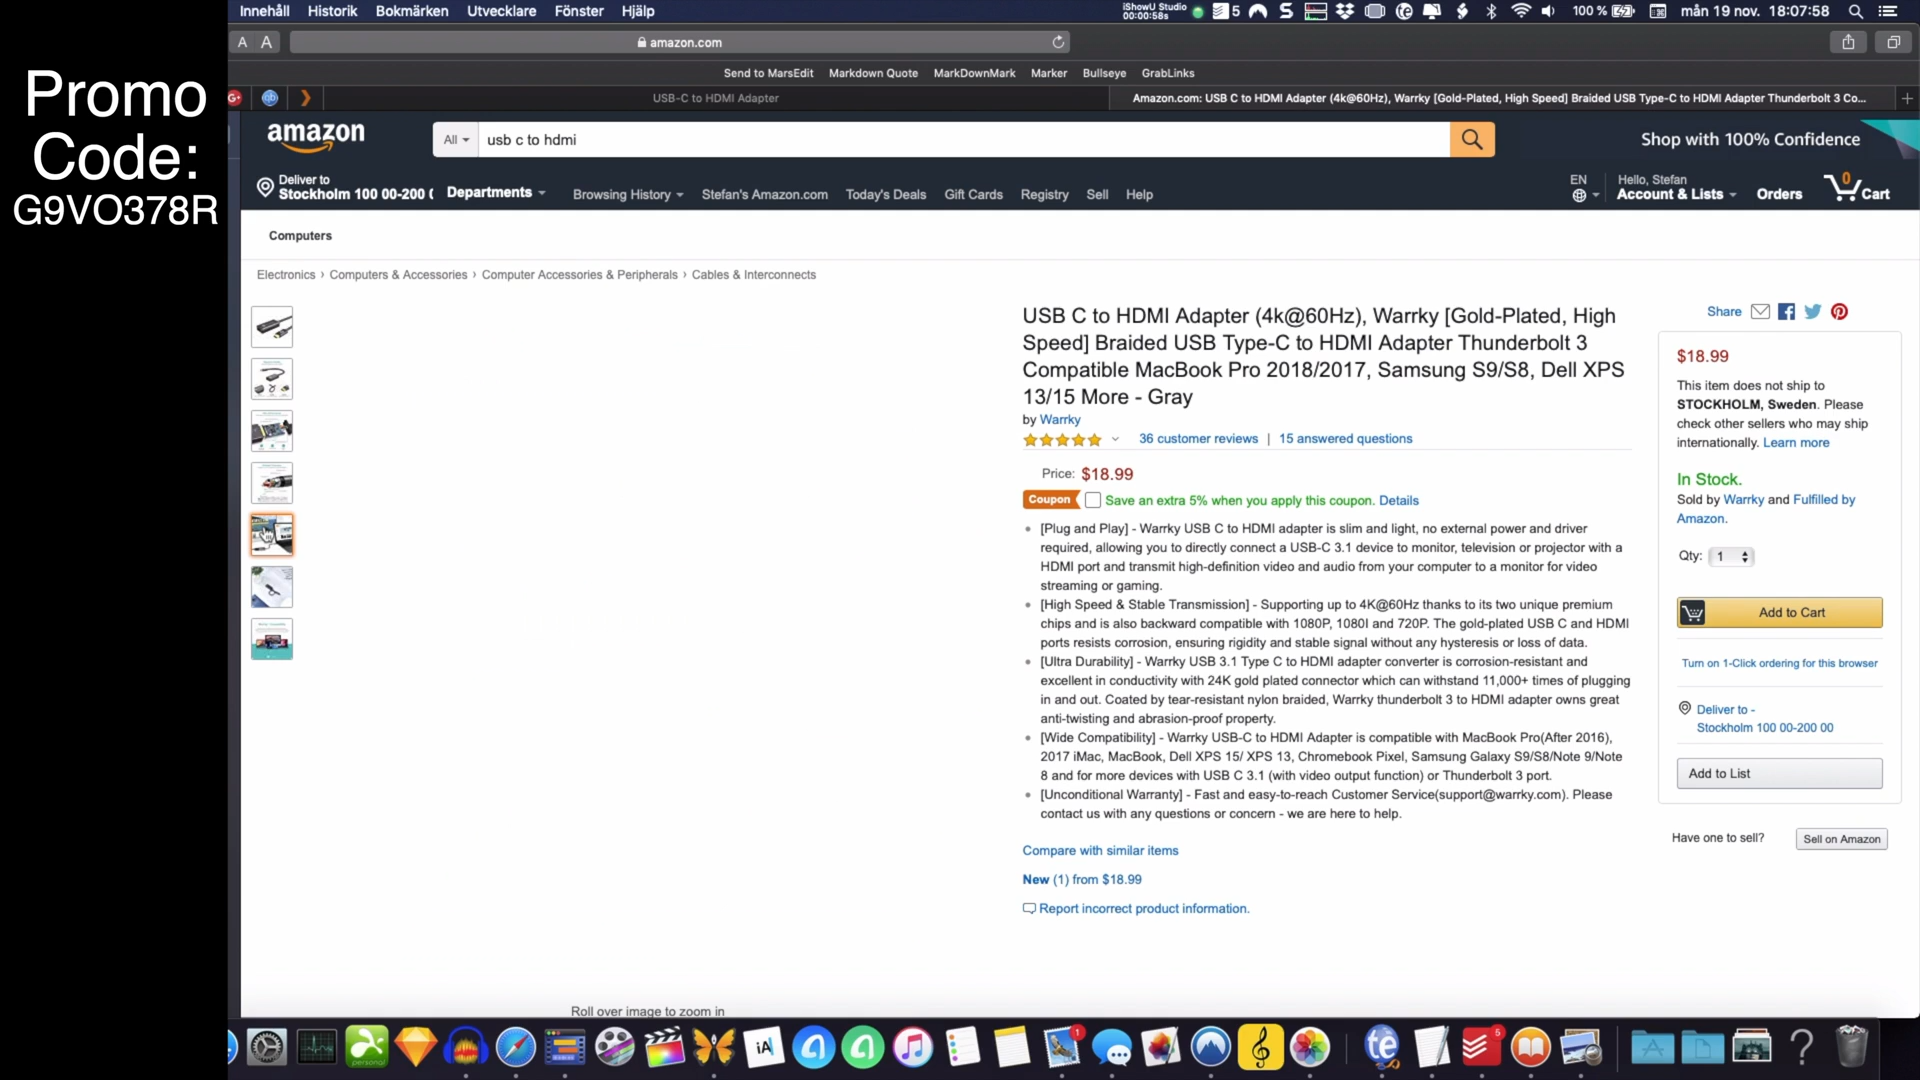 Promo
Code:
G9VO378R
Innehåll Historik Bokmärken Utvecklare Fönster Hjälp
iShowU Studio
00:00:58s
5
100 %
mån 19 nov. 18:07:58
A A
amazon.com
Send to MarsEdit Markdown Quote MarkDownMark Marker Bullseye GrabLinks
USB-C to HDMI Adapter
Amazon.com: USB C to HDMI Adapter (4k@60Hz), Warrky [Gold-Plated, High Speed] Braided USB Type-C to HDMI Adapter Thunderbolt 3 Co...
amazon
All
usb c to hdmi
Shop with 100% Confidence
Deliver to
Stockholm 100 00-200 (
Departments
Browsing History Stefan's Amazon.com Today's Deals Gift Cards Registry Sell Help
EN
Hello, Stefan
Account & Lists
Orders
0
Cart
Computers
Electronics › Computers & Accessories › Computer Accessories & Peripherals › Cables & Interconnects
USB C to HDMI Adapter (4k@60Hz), Warrky [Gold-Plated, High
Speed] Braided USB Type-C to HDMI Adapter Thunderbolt 3
Compatible MacBook Pro 2018/2017, Samsung S9/S8, Dell XPS
13/15 More - Gray
by Warrky
36 customer reviews | 15 answered questions
Price: $18.99
Coupon Save an extra 5% when you apply this coupon. Details
[Plug and Play] - Warrky USB C to HDMI adapter is slim and light, no external power and driver
required, allowing you to directly connect a USB-C 3.1 device to monitor, television or projector with a
HDMI port and transmit high-definition video and audio from your computer to a monitor for video
streaming or gaming.
[High Speed & Stable Transmission] - Supporting up to 4K@60Hz thanks to its two unique premium
chips and is also backward compatible with 1080P, 1080I and 720P. The gold-plated USB C and HDMI
ports resists corrosion, ensuring rigidity and stable signal without any hysteresis or loss of data.
[Ultra Durability] - Warrky USB 3.1 Type C to HDMI adapter converter is corrosion-resistant and
excellent in conductivity with 24K gold plated connector which can withstand 11,000+ times of plugging
in and out. Coated by tear-resistant nylon braided, Warrky thunderbolt 3 to HDMI adapter owns great
anti-twisting and abrasion-proof property.
[Wide Compatibility] - Warrky USB-C to HDMI Adapter is compatible with MacBook Pro(After 2016),
2017 iMac, MacBook, Dell XPS 15/ XPS 13, Chromebook Pixel, Samsung Galaxy S9/S8/Note 9/Note
8 and for more devices with USB C 3.1 (with video output function) or Thunderbolt 3 port.
[Unconditional Warranty] - Fast and easy-to-reach Customer Service(support@warrky.com). Please
contact us with any questions or concern - we are here to help.
Compare with similar items
New (1) from $18.99
Report incorrect product information.
Share
$18.99
This item does not ship to
STOCKHOLM, Sweden. Please
check other sellers who may ship
internationally. Learn more
In Stock.
Sold by Warrky and Fulfilled by
Amazon.
Qty: 1
Add to Cart
Turn on 1-Click ordering for this browser
Deliver to -
Stockholm 100 00-200 00
Add to List
Have one to sell? Sell on Amazon
Roll over image to zoom in
personal
iA
1
te
5
?